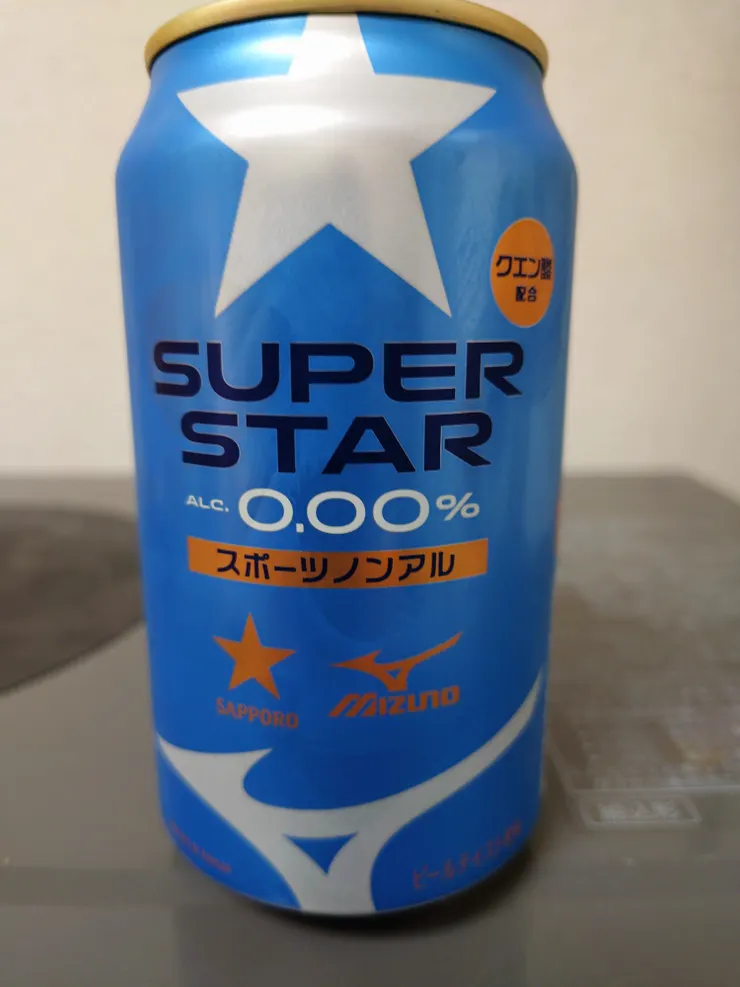 クエン酸
配合
SUPER
STAR
ALC. 0.00%
スポーツノンアル
SAPPORO
MIZUNO